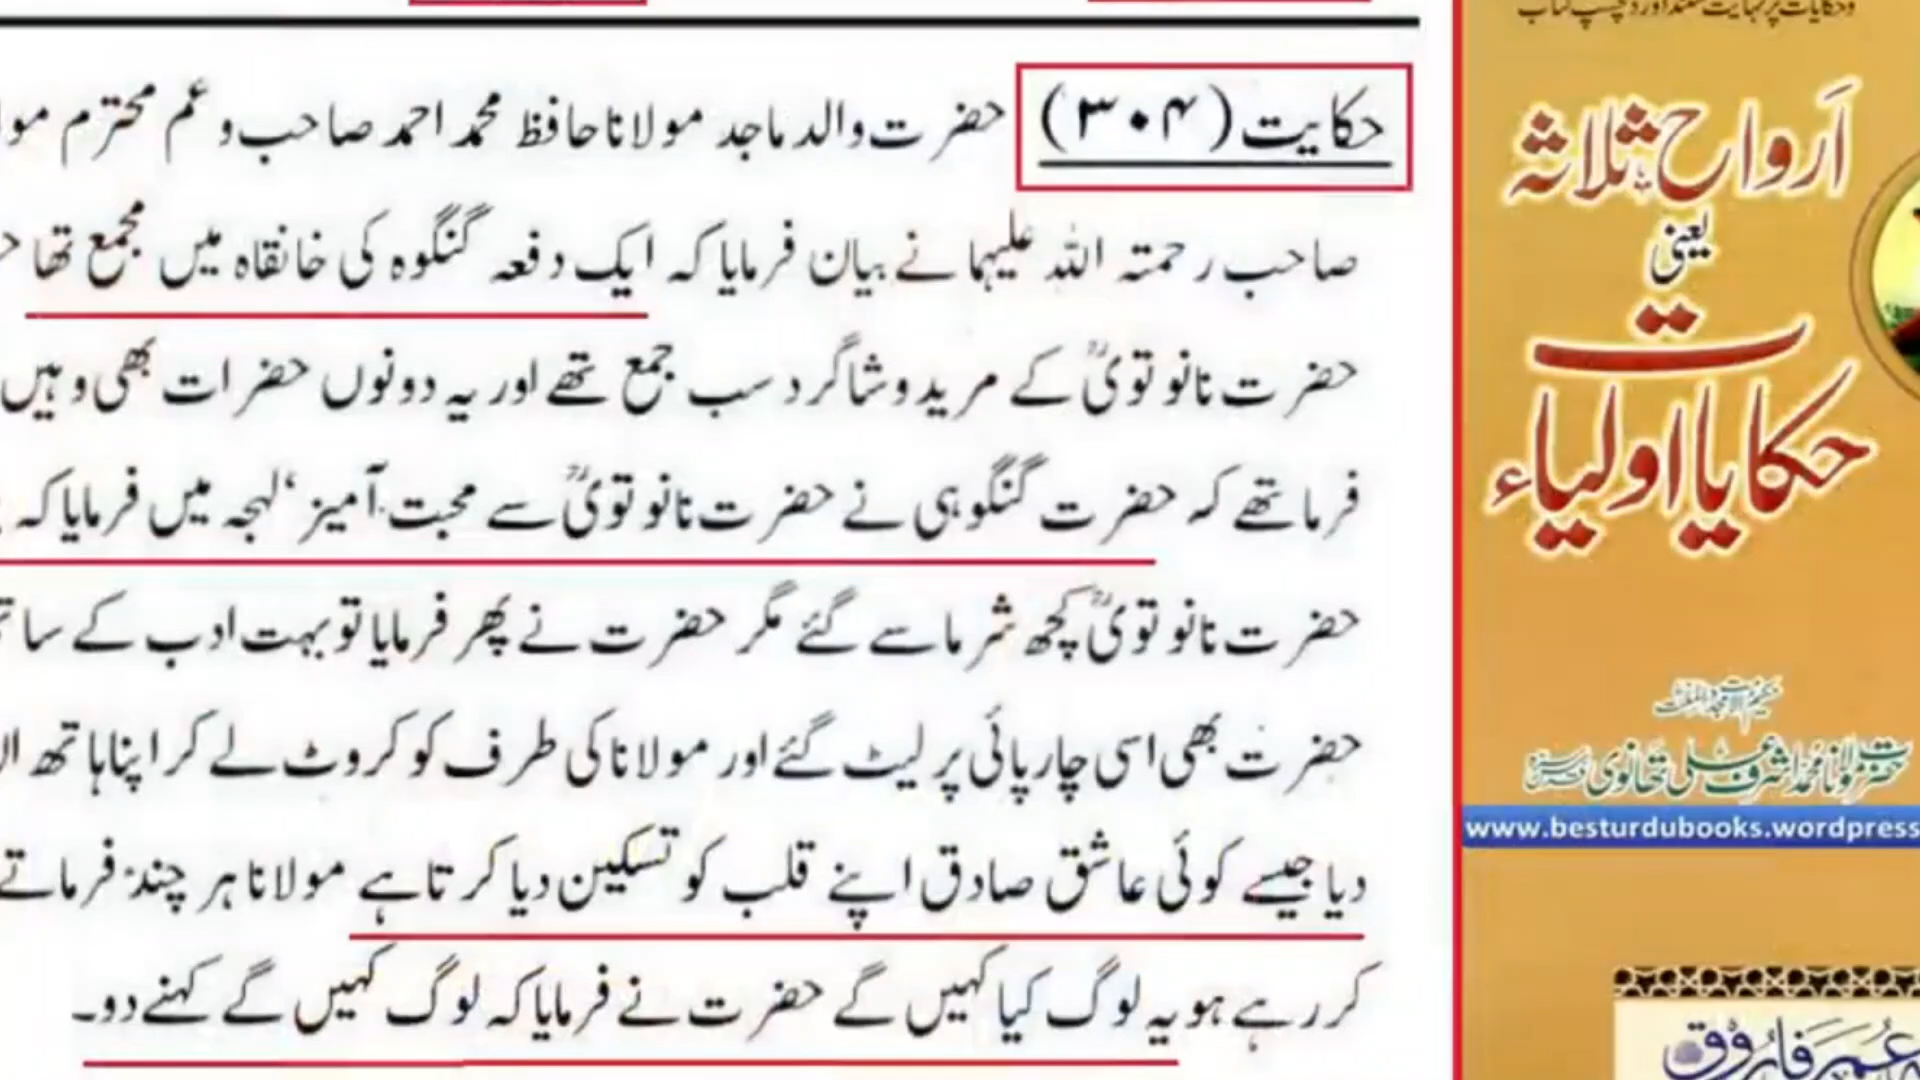 حکایت (۳۰۴) حضرت والد ماجد مولانا حافظ محمد احمد صاحب و عم محترم
صاحب رحمتہ اللہ علیہما نے بیان فرمایا کہ ایک دفعہ گنگوہ کی خانقاہ میں مجمع تھا
حضرت نانوتویؒ کے مرید و شاگرد سب جمع تھے اور یہ دونوں حضرات بھی وہیں
فرما تھے کہ حضرت گنگوہی نے حضرت نانوتویؒ سے محبت آمیز ‘ لہجہ میں فرمایا کہ
حضرت نانوتویؒ کچھ شرما سے گئے مگر حضرت نے پھر فرمایا تو بہت ادب کے
حضرت بھی اسی چارپائی پر لیٹ گئے اور مولانا کی طرف کو کروٹ لے کر اپنا ہاتھ
دیا جیسے کوئی عاشق صادق اپنے قلب کو تسکین دیا کرتا ہے مولانا ہر چند فرماتے
کر رہے ہو یہ لوگ کیا کہیں گے حضرت نے فرمایا کہ لوگ کہیں گے کہنے دو۔
اَرواحِ ثلاثہ
یعنی
حکایات اولیاء
حضرت مولانا محمد اشرف علی تھانوی
www.besturdubooks.wordpress
عمر فاروق